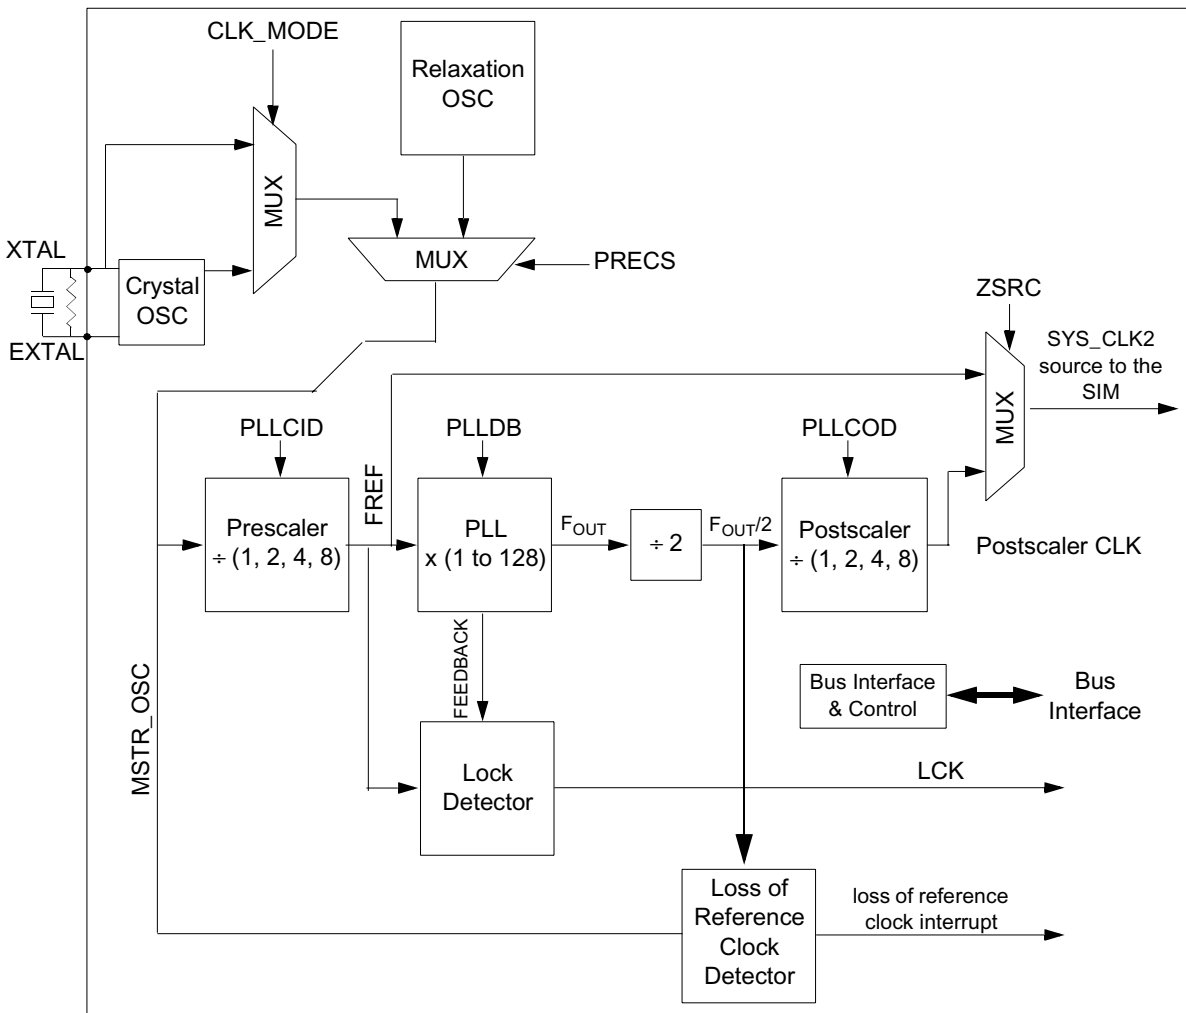 CLK_MODE
Relaxation
OSC
MUX
XTAL
MUX
PRECS
Crystal
OSC
EXTAL
ZSRC
SYS_CLK2
source to the
SIM
MUX
PLLCID
PLLDB
PLLCOD
FREF
Prescaler
÷ (1, 2, 4, 8)
PLL
x (1 to 128)
FOUT
÷ 2
FOUT/2
Postscaler
÷ (1, 2, 4, 8)
Postscaler CLK
FEEDBACK
MSTR_OSC
Bus Interface
& Control
Bus
Interface
Lock
Detector
LCK
Loss of
Reference
Clock
Detector
loss of reference
clock interrupt